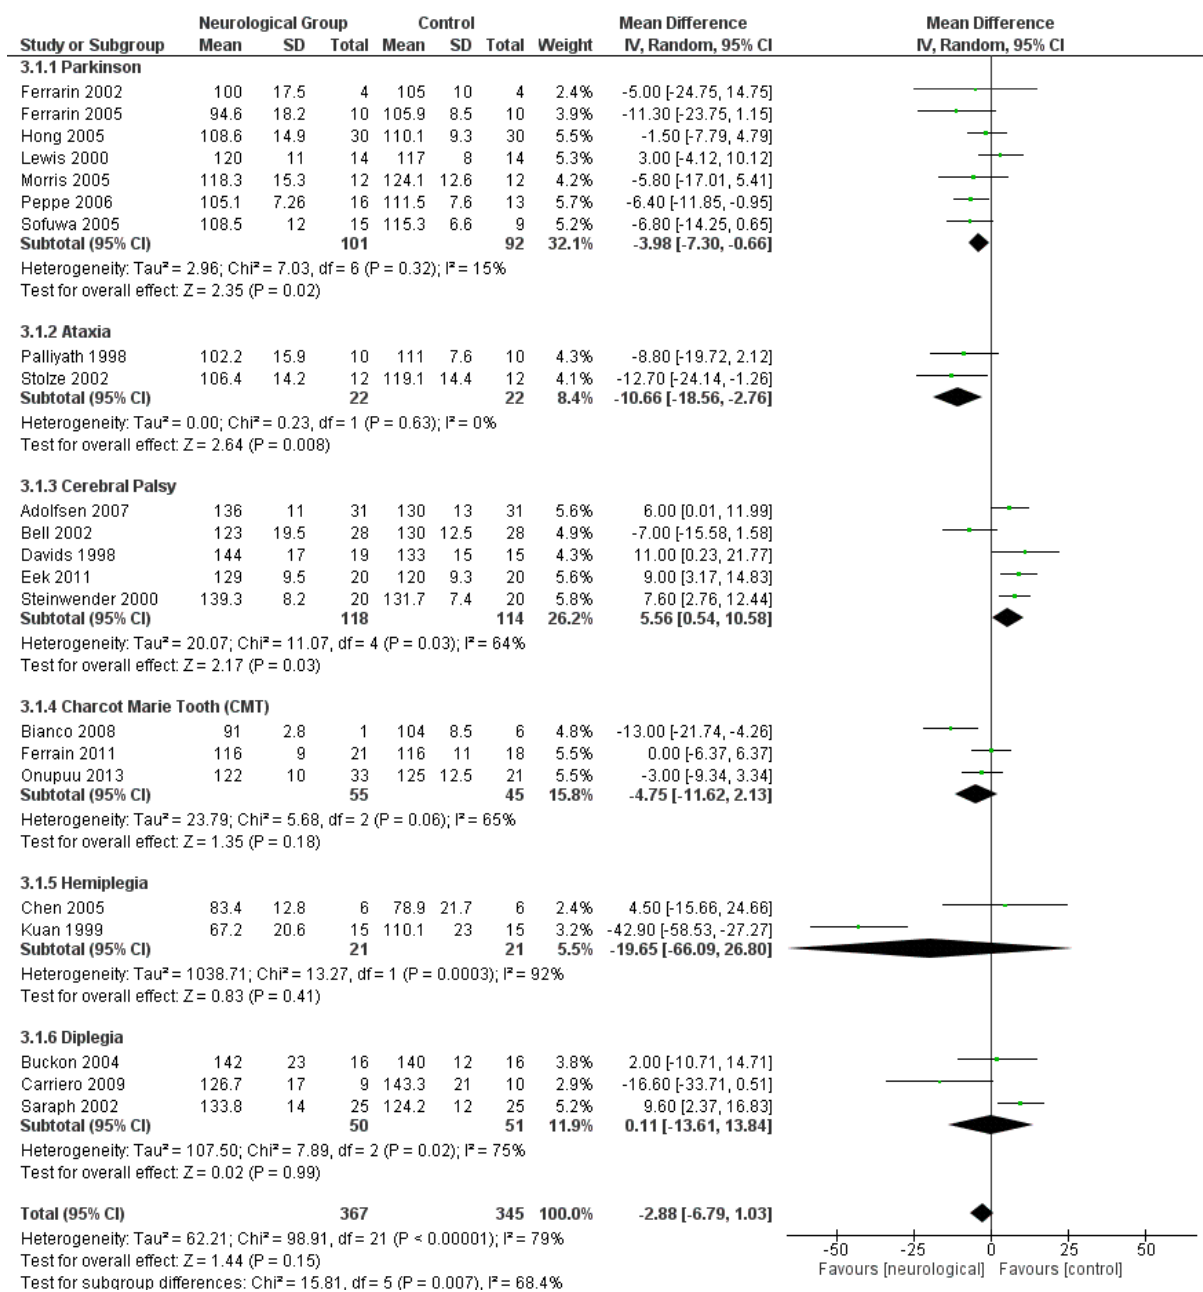 Neurological Group Control Mean Difference Mean Difference
Study or Subgroup Mean SD Total Mean SD Total Weight IV, Random, 95% CI IV, Random, 95% CI
3.1.1 Parkinson
Ferrarin 2002 100 17.5 4 105 10 4 2.4% -5.00 [-24.75, 14.75]
Ferrarin 2005 94.6 18.2 10 105.9 8.5 10 3.9% -11.30 [-23.75, 1.15]
Hong 2005 108.6 14.9 30 110.1 9.3 30 5.5% -1.50 [-7.79, 4.79]
Lewis 2000 120 11 14 117 8 14 5.3% 3.00 [-4.12, 10.12]
Morris 2005 118.3 15.3 12 124.1 12.6 12 4.2% -5.80 [-17.01, 5.41]
Peppe 2006 105.1 7.26 16 111.5 7.6 13 5.7% -6.40 [-11.85, -0.95]
Sofuwa 2005 108.5 12 15 115.3 6.6 9 5.2% -6.80 [-14.25, 0.65]
Subtotal (95% CI) 101 92 32.1% -3.98 [-7.30, -0.66]
Heterogeneity: Tau² = 2.96; Chi² = 7.03, df = 6 (P = 0.32); I² = 15%
Test for overall effect: Z = 2.35 (P = 0.02)
3.1.2 Ataxia
Palliyath 1998 102.2 15.9 10 111 7.6 10 4.3% -8.80 [-19.72, 2.12]
Stolze 2002 106.4 14.2 12 119.1 14.4 12 4.1% -12.70 [-24.14, -1.26]
Subtotal (95% CI) 22 22 8.4% -10.66 [-18.56, -2.76]
Heterogeneity: Tau² = 0.00; Chi² = 0.23, df = 1 (P = 0.63); I² = 0%
Test for overall effect: Z = 2.64 (P = 0.008)
3.1.3 Cerebral Palsy
Adolfsen 2007 136 11 31 130 13 31 5.6% 6.00 [0.01, 11.99]
Bell 2002 123 19.5 28 130 12.5 28 4.9% -7.00 [-15.58, 1.58]
Davids 1998 144 17 19 133 15 15 4.3% 11.00 [0.23, 21.77]
Eek 2011 129 9.5 20 120 9.3 20 5.6% 9.00 [3.17, 14.83]
Steinwender 2000 139.3 8.2 20 131.7 7.4 20 5.8% 7.60 [2.76, 12.44]
Subtotal (95% CI) 118 114 26.2% 5.56 [0.54, 10.58]
Heterogeneity: Tau² = 20.07; Chi² = 11.07, df = 4 (P = 0.03); I² = 64%
Test for overall effect: Z = 2.17 (P = 0.03)
3.1.4 Charcot Marie Tooth (CMT)
Bianco 2008 91 2.8 1 104 8.5 6 4.8% -13.00 [-21.74, -4.26]
Ferrain 2011 116 9 21 116 11 18 5.5% 0.00 [-6.37, 6.37]
Onupuu 2013 122 10 33 125 12.5 21 5.5% -3.00 [-9.34, 3.34]
Subtotal (95% CI) 55 45 15.8% -4.75 [-11.62, 2.13]
Heterogeneity: Tau² = 23.79; Chi² = 5.68, df = 2 (P = 0.06); I² = 65%
Test for overall effect: Z = 1.35 (P = 0.18)
3.1.5 Hemiplegia
Chen 2005 83.4 12.8 6 78.9 21.7 6 2.4% 4.50 [-15.66, 24.66]
Kuan 1999 67.2 20.6 15 110.1 23 15 3.2% -42.90 [-58.53, -27.27]
Subtotal (95% CI) 21 21 5.5% -19.65 [-66.09, 26.80]
Heterogeneity: Tau² = 1038.71; Chi² = 13.27, df = 1 (P = 0.0003); I² = 92%
Test for overall effect: Z = 0.83 (P = 0.41)
3.1.6 Diplegia
Buckon 2004 142 23 16 140 12 16 3.8% 2.00 [-10.71, 14.71]
Carriero 2009 126.7 17 9 143.3 21 10 2.9% -16.60 [-33.71, 0.51]
Saraph 2002 133.8 14 25 124.2 12 25 5.2% 9.60 [2.37, 16.83]
Subtotal (95% CI) 50 51 11.9% 0.11 [-13.61, 13.84]
Heterogeneity: Tau² = 107.50; Chi² = 7.89, df = 2 (P = 0.02); I² = 75%
Test for overall effect: Z = 0.02 (P = 0.99)
Total (95% CI) 367 345 100.0% -2.88 [-6.79, 1.03]
Heterogeneity: Tau² = 62.21; Chi² = 98.91, df = 21 (P < 0.00001); I² = 79%
Test for overall effect: Z = 1.44 (P = 0.15)
Test for subgroup differences: Chi² = 15.81, df = 5 (P = 0.007), I² = 68.4%
-50 -25 0 25 50
Favours [neurological] Favours [control]